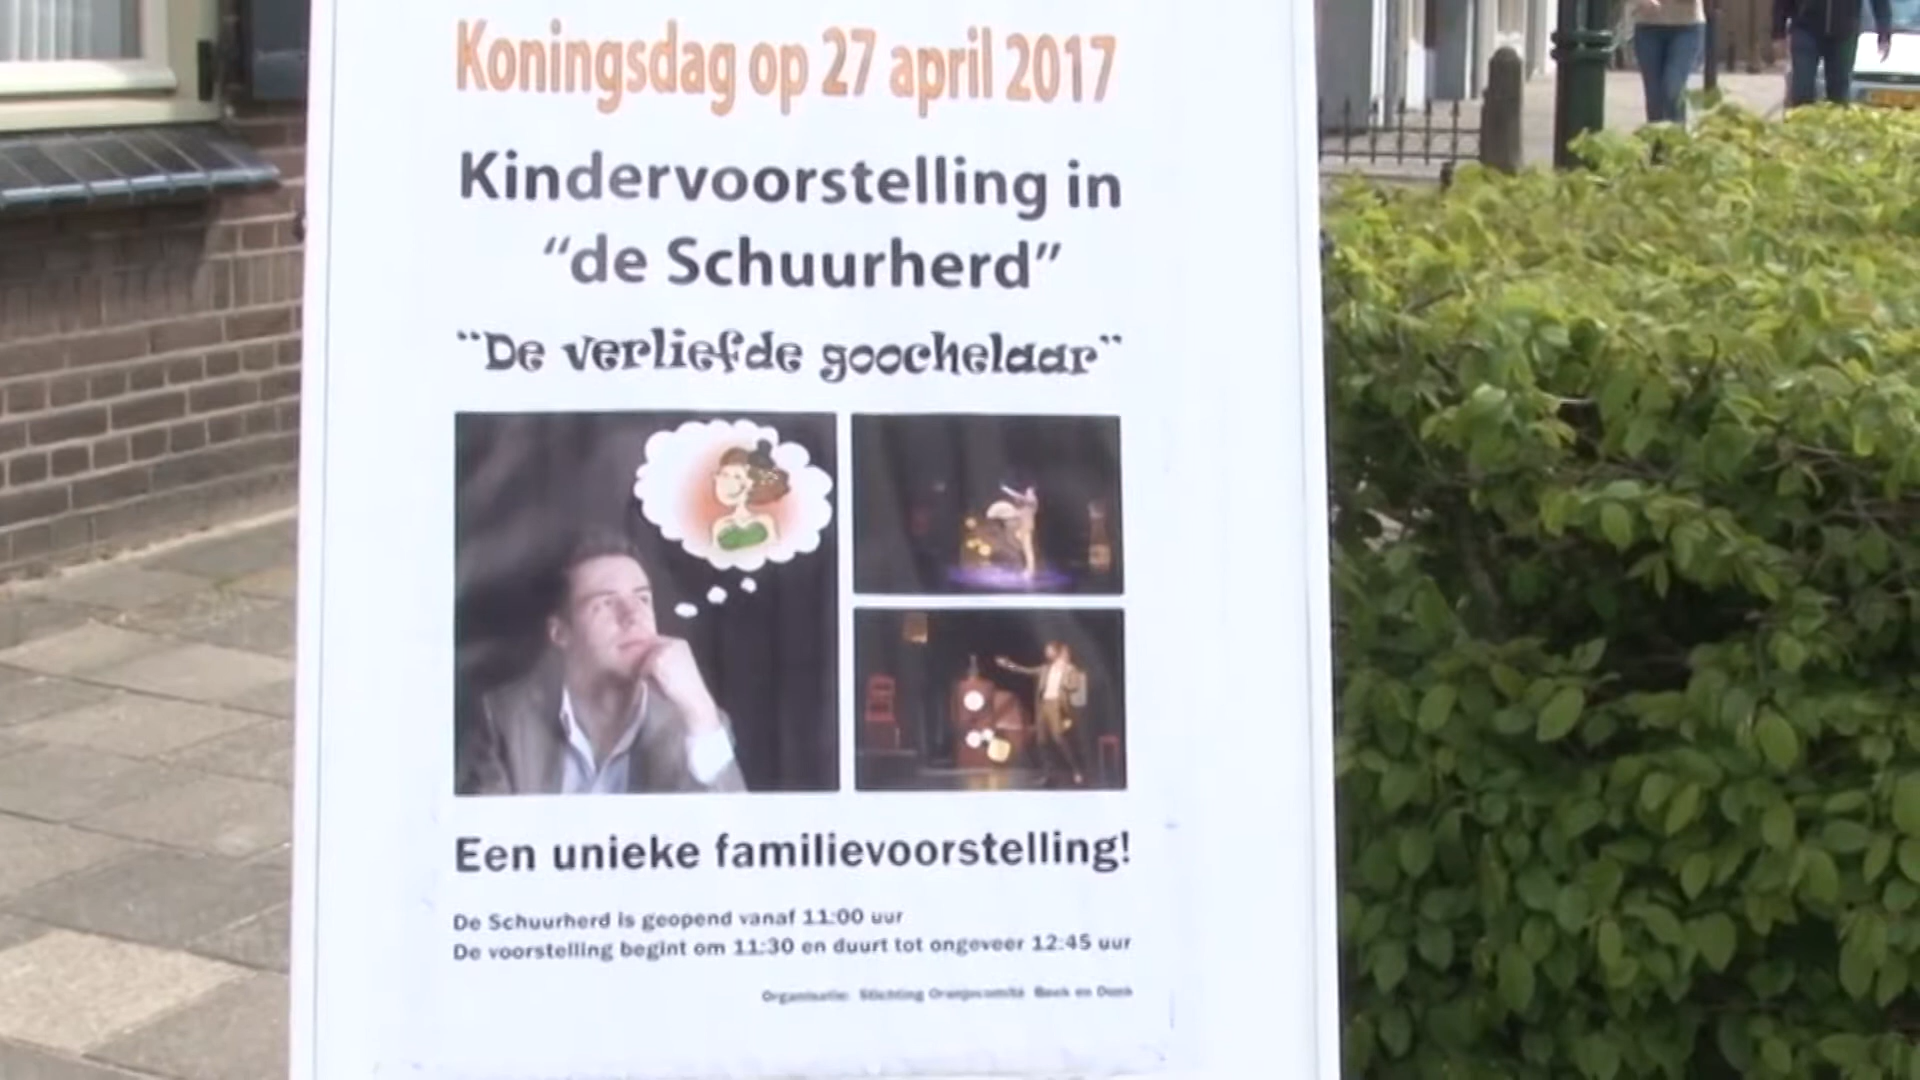 Koningsdag op 27 april 2017
Kindervoorstelling in
“de Schuurherd”
¨De verliefde goochelaar¨
Een unieke familievoorstelling!
De Schuurherd is geopend vanaf 11:00 uur
De voorstelling begint om 11:30 en duurt tot ongeveer 12:45 uur
Organisatie: Stichting Oranjecomité Beek en Donk